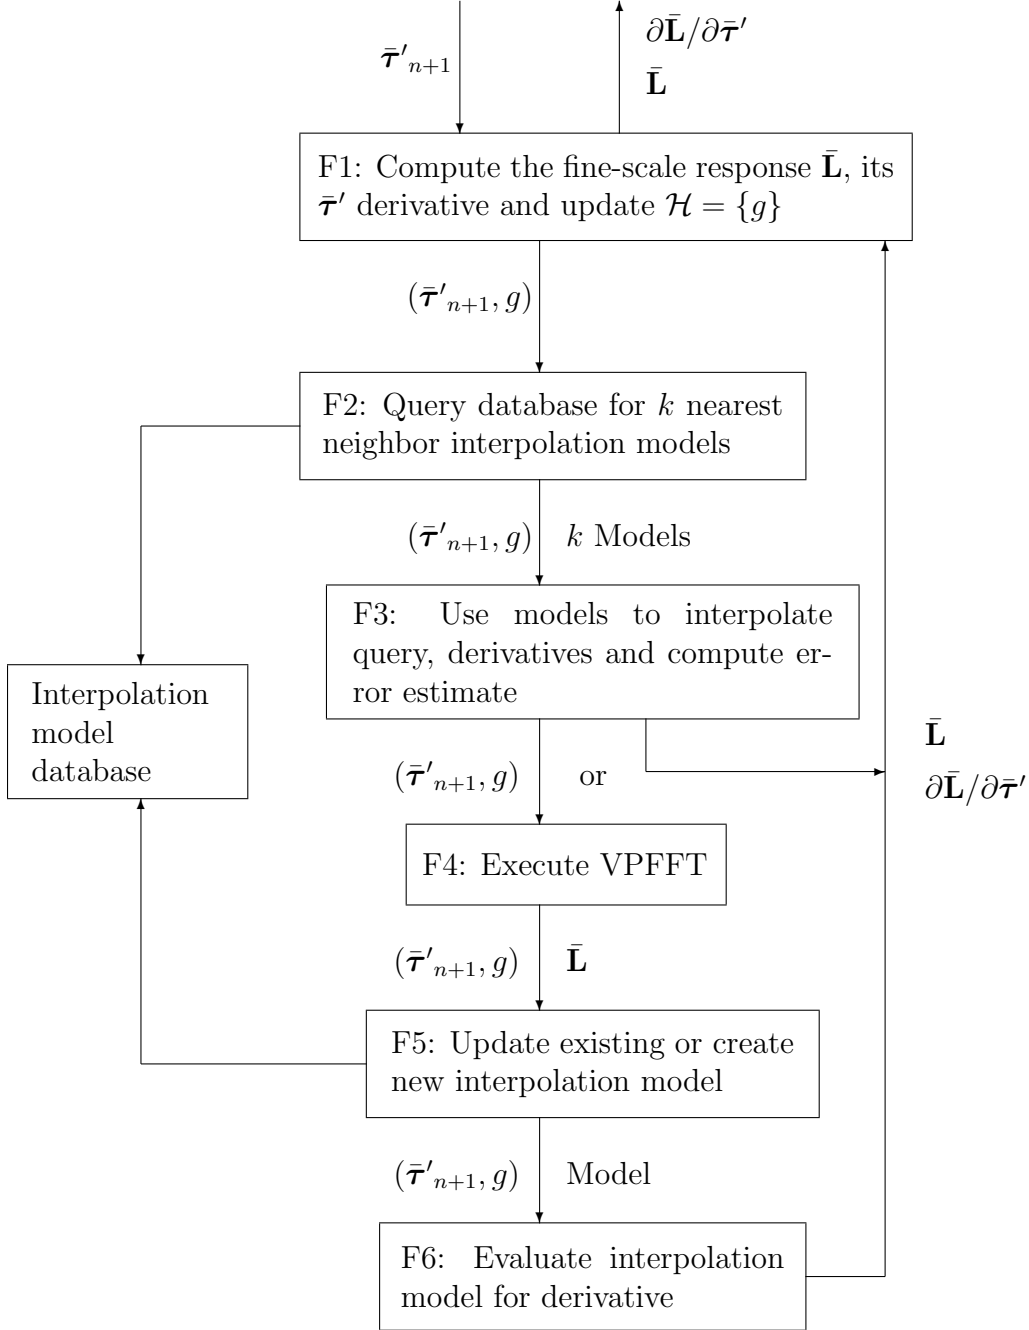 ∂L̄/∂τ̄′
τ̄′ₙ₊₁
L̄
F1: Compute the fine-scale response L̄, its
τ̄′ derivative and update ℋ = {g}
(τ̄′ₙ₊₁, g)
F2: Query database for k nearest
neighbor interpolation models
(τ̄′ₙ₊₁, g) k Models
F3: Use models to interpolate
query, derivatives and compute er-
ror estimate
Interpolation
model
database
L̄
∂L̄/∂τ̄′
(τ̄′ₙ₊₁, g) or
F4: Execute VPFFT
(τ̄′ₙ₊₁, g) L̄
F5: Update existing or create
new interpolation model
(τ̄′ₙ₊₁, g) Model
F6: Evaluate interpolation
model for derivative